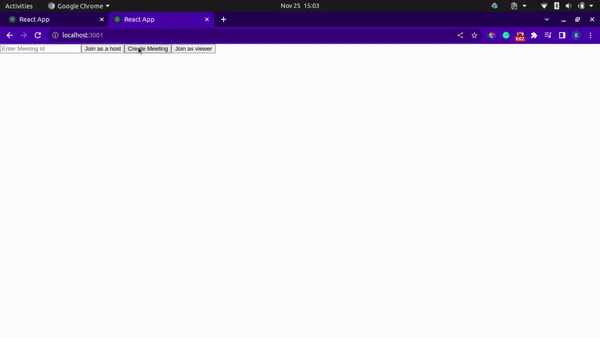 Activities Google Chrome Nov 25 15:03
React App React App
localhost:3001
Enter Meeting Id Join as a host Create Meeting Join as viewer